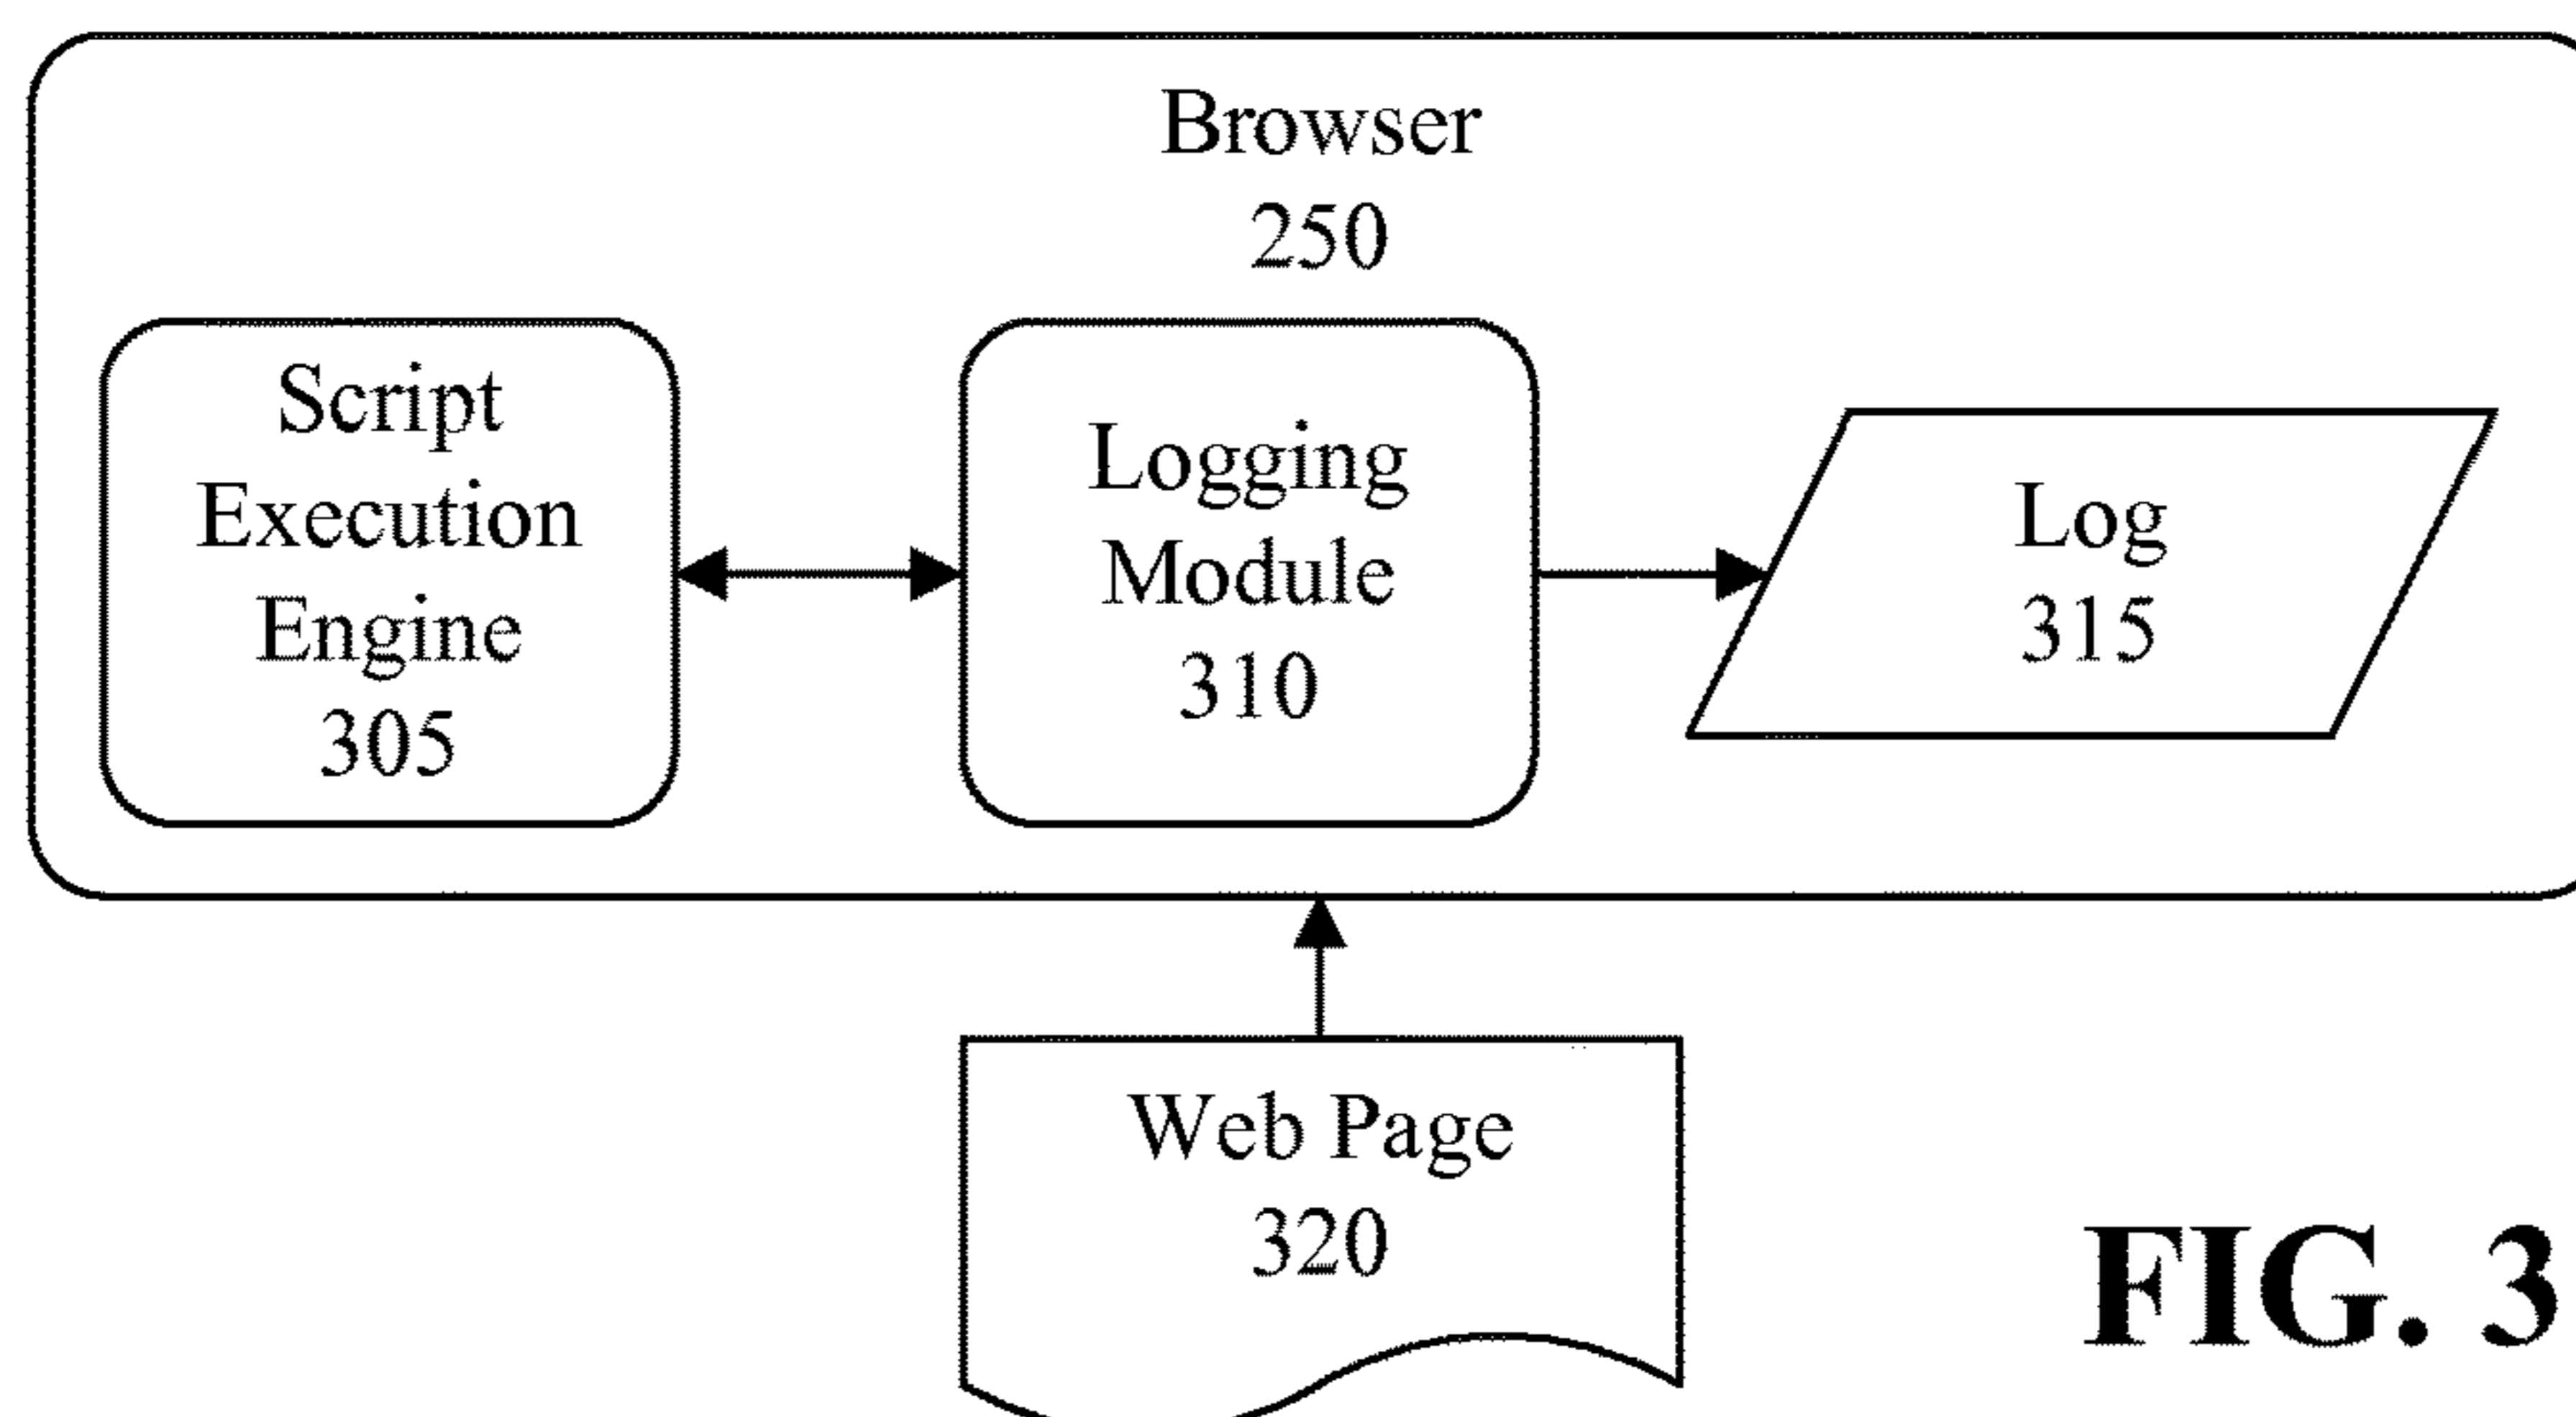 Browser
250
Script
Execution
Engine
305
Logging
Module
310
Log
315
Web Page
320
FIG. 3